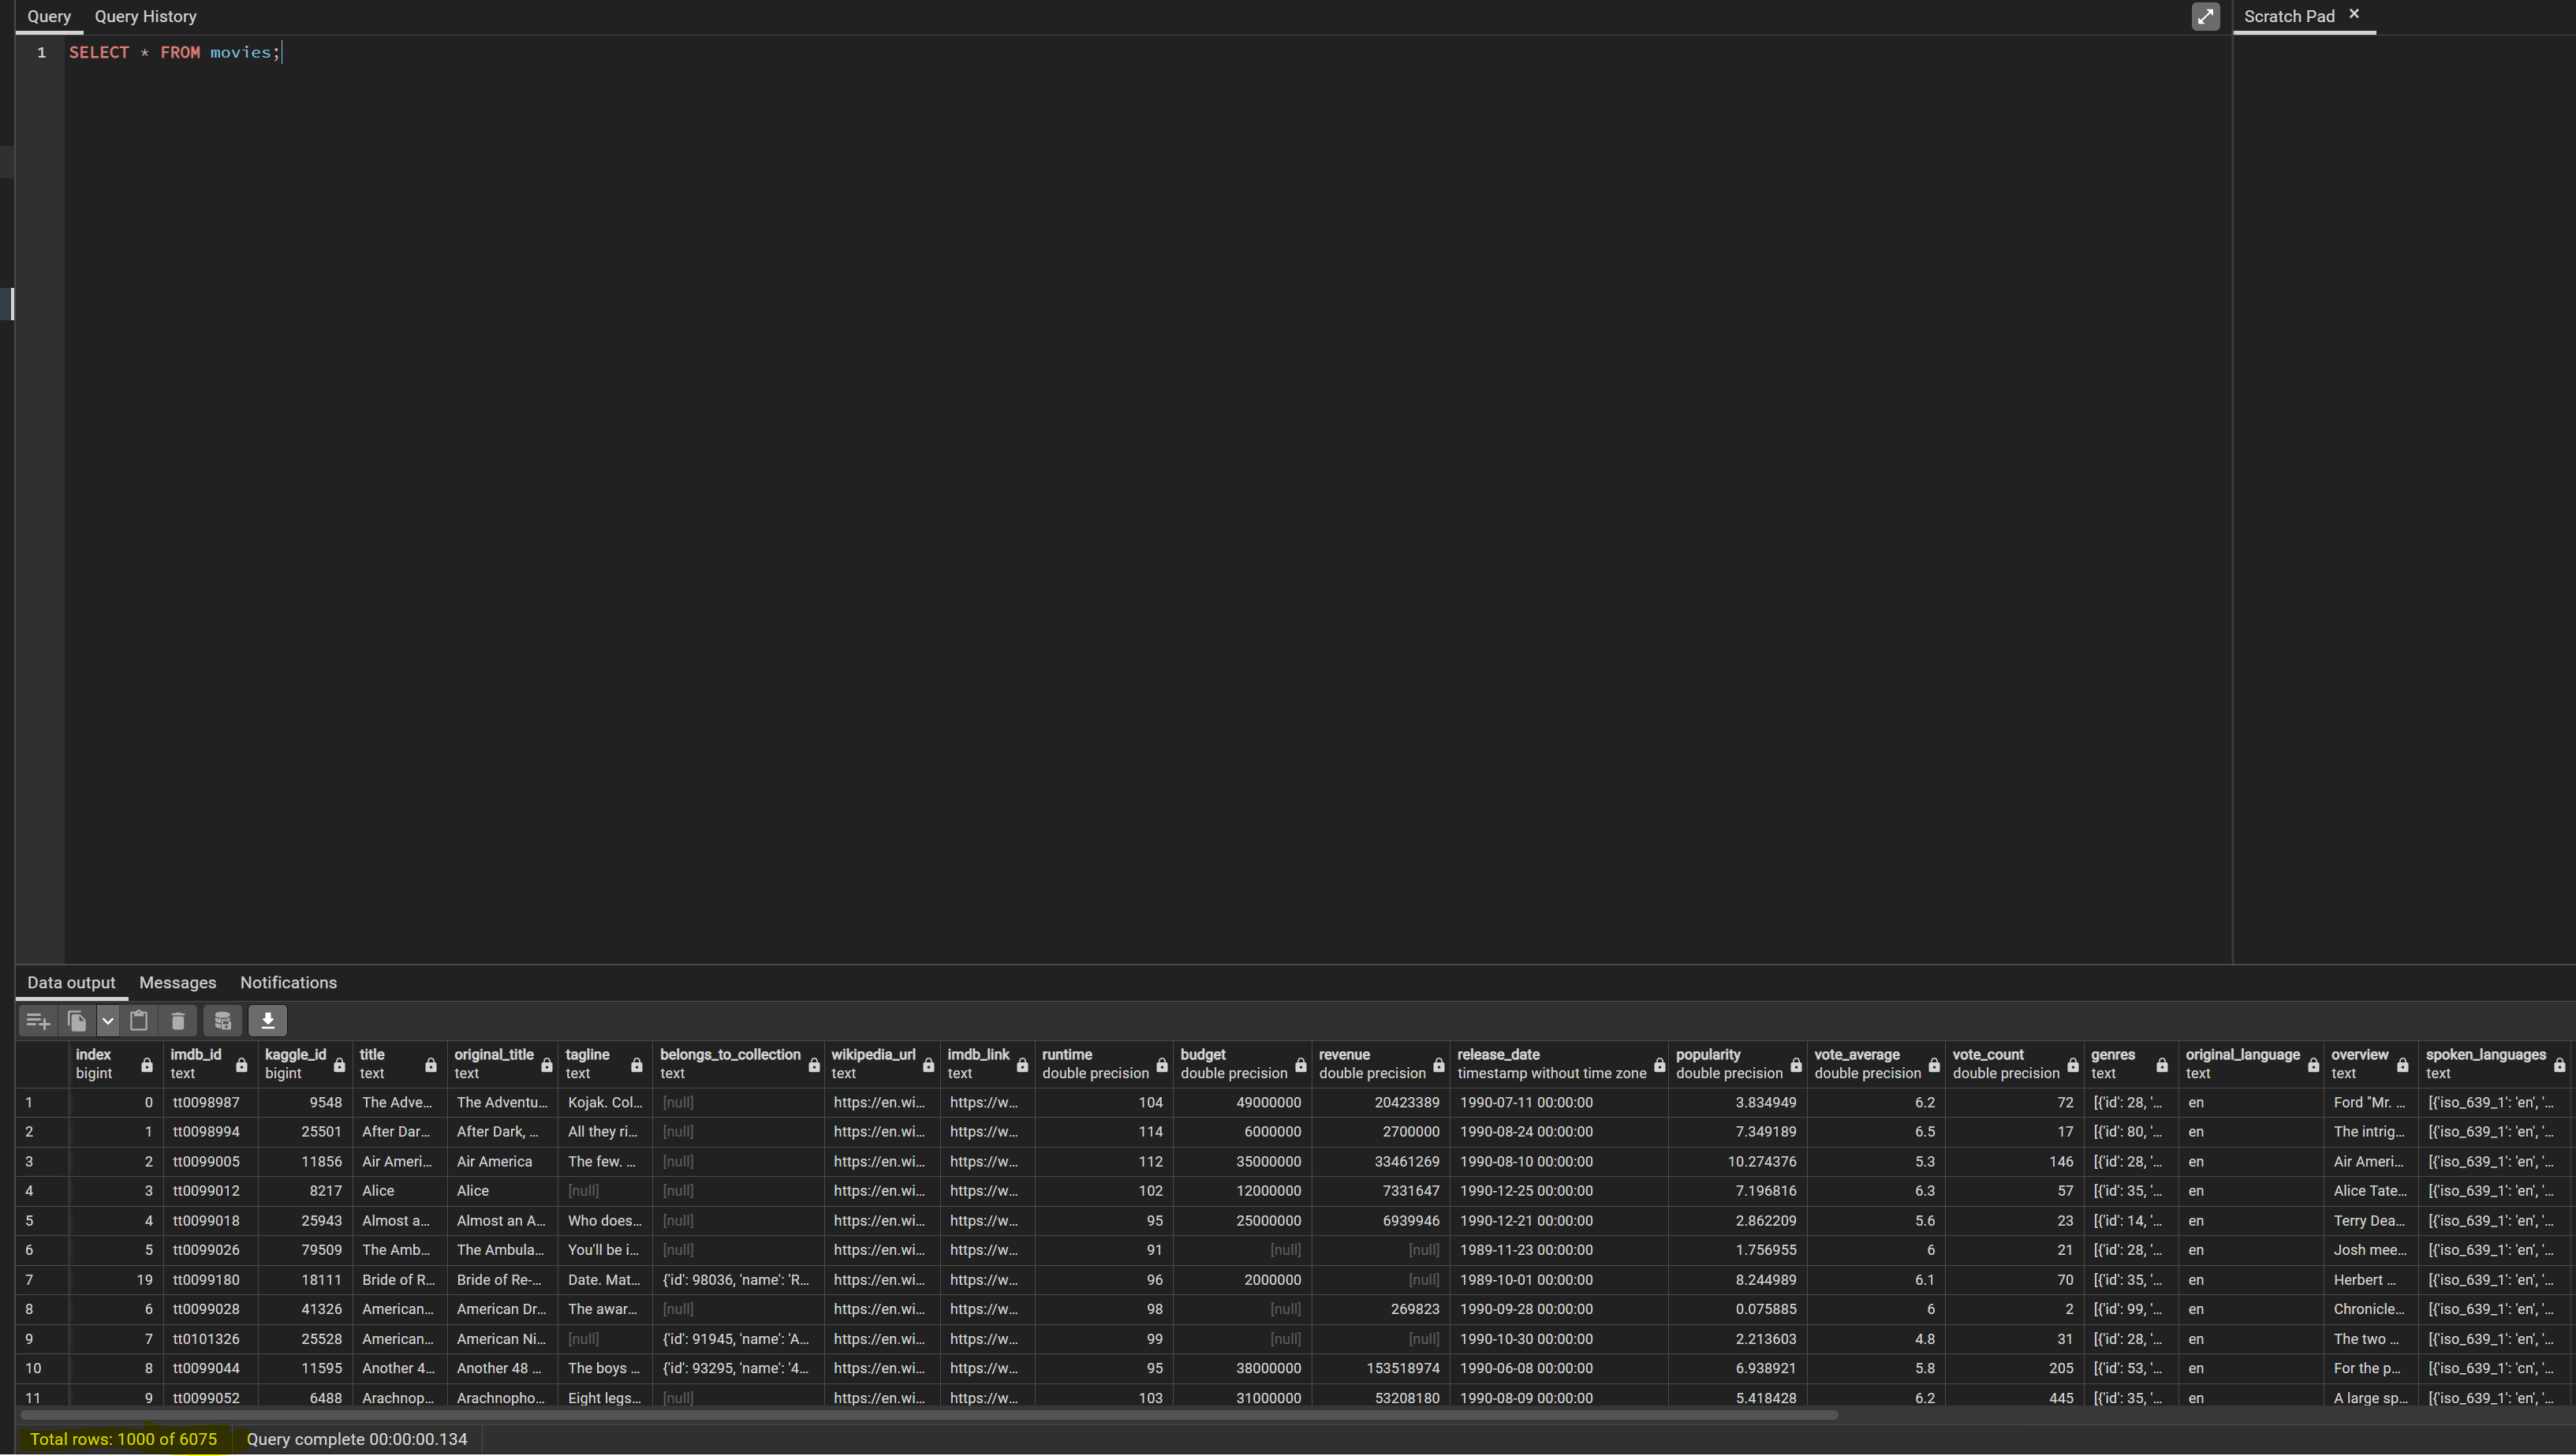 Query Query History Scratch Pad ×
1 SELECT * FROM movies;
Data output Messages Notifications
index imdb_id kaggle_id title original_title tagline belongs_to_collection wikipedia_url imdb_link runtime budget revenue release_date popularity vote_average vote_count genres original_language overview spoken_languages
bigint text bigint text text text text text text double precision double precision double precision timestamp without time zone double precision double precision double precision text text text text
1 0 tt0098987 9548 The Adve... The Adventu... Kojak. Col... [null] https://en.wi... https://w... 104 49000000 20423389 1990-07-11 00:00:00 3.834949 6.2 72 [{'id': 28, '... en Ford "Mr. ... [{'iso_639_1': 'en', '...
2 1 tt0098994 25501 After Dar... After Dark, ... All they ri... [null] https://en.wi... https://w... 114 6000000 2700000 1990-08-24 00:00:00 7.349189 6.5 17 [{'id': 80, '... en The intrig... [{'iso_639_1': 'en', '...
3 2 tt0099005 11856 Air Ameri... Air America The few. ... [null] https://en.wi... https://w... 112 35000000 33461269 1990-08-10 00:00:00 10.274376 5.3 146 [{'id': 28, '... en Air Ameri... [{'iso_639_1': 'en', '...
4 3 tt0099012 8217 Alice Alice [null] [null] https://en.wi... https://w... 102 12000000 7331647 1990-12-25 00:00:00 7.196816 6.3 57 [{'id': 35, '... en Alice Tate... [{'iso_639_1': 'en', '...
5 4 tt0099018 25943 Almost a... Almost an A... Who does... [null] https://en.wi... https://w... 95 25000000 6939946 1990-12-21 00:00:00 2.862209 5.6 23 [{'id': 14, '... en Terry Dea... [{'iso_639_1': 'en', '...
6 5 tt0099026 79509 The Amb... The Ambula... You'll be i... [null] https://en.wi... https://w... 91 [null] [null] 1989-11-23 00:00:00 1.756955 6 21 [{'id': 28, '... en Josh mee... [{'iso_639_1': 'en', '...
7 19 tt0099180 18111 Bride of R... Bride of Re-... Date. Mat... {'id': 98036, 'name': 'R... https://en.wi... https://w... 96 2000000 [null] 1989-10-01 00:00:00 8.244989 6.1 70 [{'id': 35, '... en Herbert ... [{'iso_639_1': 'en', '...
8 6 tt0099028 41326 American... American Dr... The awar... [null] https://en.wi... https://w... 98 [null] 269823 1990-09-28 00:00:00 0.075885 6 2 [{'id': 99, '... en Chronicle... [{'iso_639_1': 'en', '...
9 7 tt0101326 25528 American... American Ni... [null] {'id': 91945, 'name': 'A... https://en.wi... https://w... 99 [null] [null] 1990-10-30 00:00:00 2.213603 4.8 31 [{'id': 28, '... en The two ... [{'iso_639_1': 'en', '...
10 8 tt0099044 11595 Another 4... Another 48 ... The boys ... {'id': 93295, 'name': '4... https://en.wi... https://w... 95 38000000 153518974 1990-06-08 00:00:00 6.938921 5.8 205 [{'id': 53, '... en For the p... [{'iso_639_1': 'cn', '...
11 9 tt0099052 6488 Arachnop... Arachnopho... Eight legs... [null] https://en.wi... https://w... 103 31000000 53208180 1990-08-09 00:00:00 5.418428 6.2 445 [{'id': 35, '... en A large sp... [{'iso_639_1': 'en', '...
Total rows: 1000 of 6075 Query complete 00:00:00.134